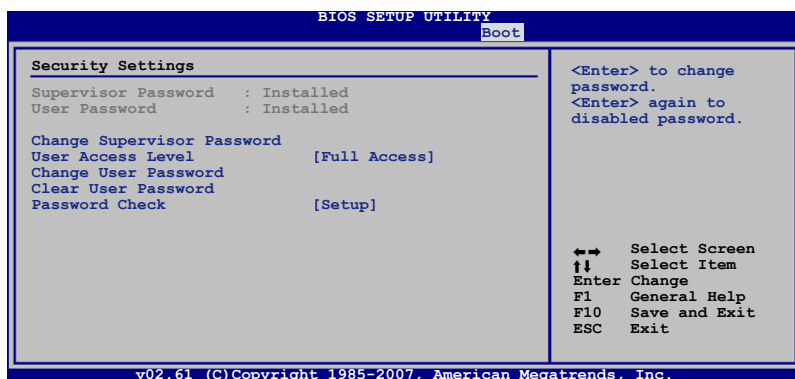 BIOS SETUP UTILITY
Boot
Security Settings
Supervisor Password : Installed
User Password : Installed
Change Supervisor Password
User Access Level [Full Access]
Change User Password
Clear User Password
Password Check [Setup]
<Enter> to change
password.
<Enter> again to
disabled password.
←→ Select Screen
↑↓ Select Item
Enter Change
F1 General Help
F10 Save and Exit
ESC Exit
v02.61 (C)Copyright 1985-2007, American Megatrends, Inc.